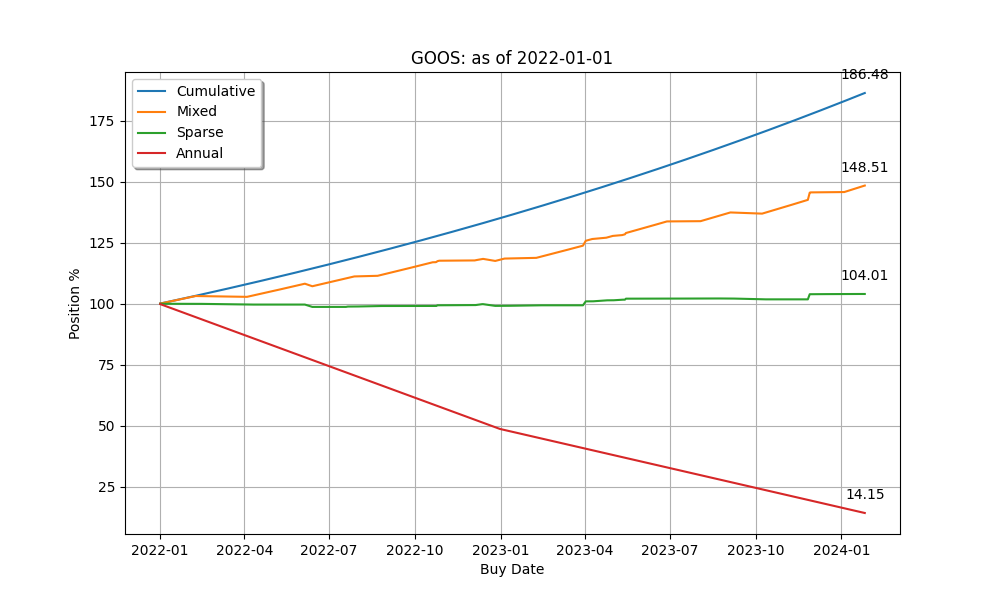 GOOS: as of 2022-01-01
186.48
Cumulative
Mixed
Sparse
Annual
175
150
125
100
75
50
25
148.51
104.01
14.15
Position %
2022-01 2022-04 2022-07 2022-10 2023-01 2023-04 2023-07 2023-10 2024-01
Buy Date